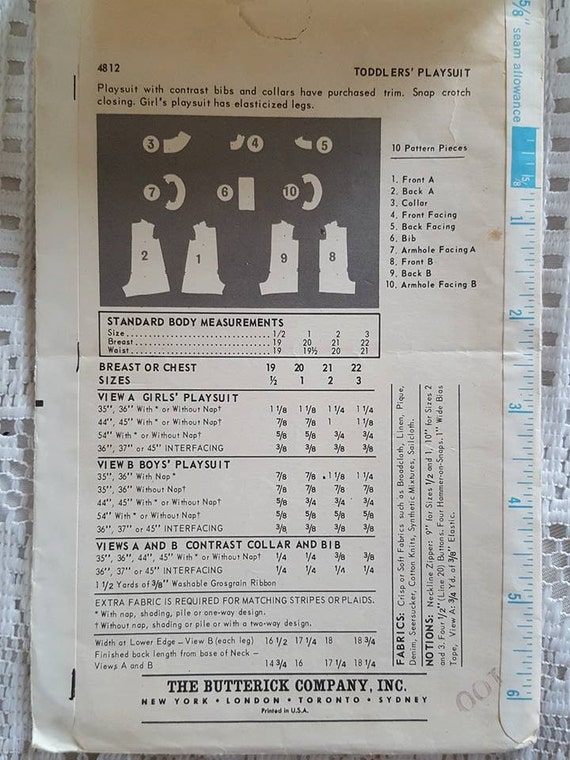 4812 TODDLERS' PLAYSUIT
Playsuit with contrast bibs and collars have purchased trim. Snap crotch
closing. Girl's playsuit has elasticized legs.
3 4 5
7 6 10
2 1 9 8
10 Pattern Pieces
1. Front A
2. Back A
3. Collar
4. Front Facing
5. Back Facing
6. Bib
7. Armhole Facing A
8. Front B
9. Back B
10. Armhole Facing B
STANDARD BODY MEASUREMENTS
Size 1/2 1 2 3
Breast 19 20 21 22
Waist 19 19½ 20 21
BREAST OR CHEST 19 20 21 22
SIZES ½ 1 2 3
VIEW A GIRLS' PLAYSUIT
35", 36" With * or Without Nap† 1 1/8 1 1/8 1 1/4 1 1/4
44", 45" With * or Without Nap† 7/8 7/8 1 1 1/8
54" With * or Without Nap† 5/8 5/8 3/4 3/4
36", 37" or 45" INTERFACING 3/8 3/8 3/8 3/8
VIEW B BOYS' PLAYSUIT
35", 36" With Nap * 7/8 7/8 1 1/8 1 1/4
35", 36" Without Nap† 7/8 7/8 7/8 7/8
44", 45" With * or Without Nap† 5/8 3/4 3/4 3/4
54" With * or Without Nap† 5/8 5/8 5/8 5/8
36", 37" or 45" INTERFACING 3/8 3/8 3/8 3/8
VIEWS A AND B CONTRAST COLLAR AND BIB
35", 36", 44", 45" With * or Without Nap† 1/4 1/4 3/8 3/8
36", 37" or 45" INTERFACING 1/4 1/4 1/4 1/4
1 1/2 Yards of 3/8" Washable Grosgrain Ribbon
EXTRA FABRIC IS REQUIRED FOR MATCHING STRIPES OR PLAIDS.
* With nap, shading, pile or one-way design.
† Without nap, shading, pile or with two-way design.
Width at Lower Edge — View B (each leg) 16 1/2 17 1/4 18 18 3/4
Finished back length from base of Neck —
Views A and B 14 3/4 16 17 1/4 18 1/4
FABRICS: Crisp or Soft Fabrics such as Broadcloth, Linen, Pique,
Denim, Seersucker, Cotton Knits, Synthetic Mixtures, Sailcloth.
NOTIONS: Neckline Zipper: 9" for Sizes 1/2 and 1, 10" for Sizes 2
and 3. Four 1/2" (Line 20) Buttons. Four Hammer-on-Snaps. 1" Wide Bias
Tape, View A: 3/4 Yd. of 3/8" Elastic.
THE BUTTERICK COMPANY, INC.
NEW YORK • LONDON • TORONTO • SYDNEY
Printed in U.S.A.
5/8" seam allowance
5/8
1
2
3
4
5
6